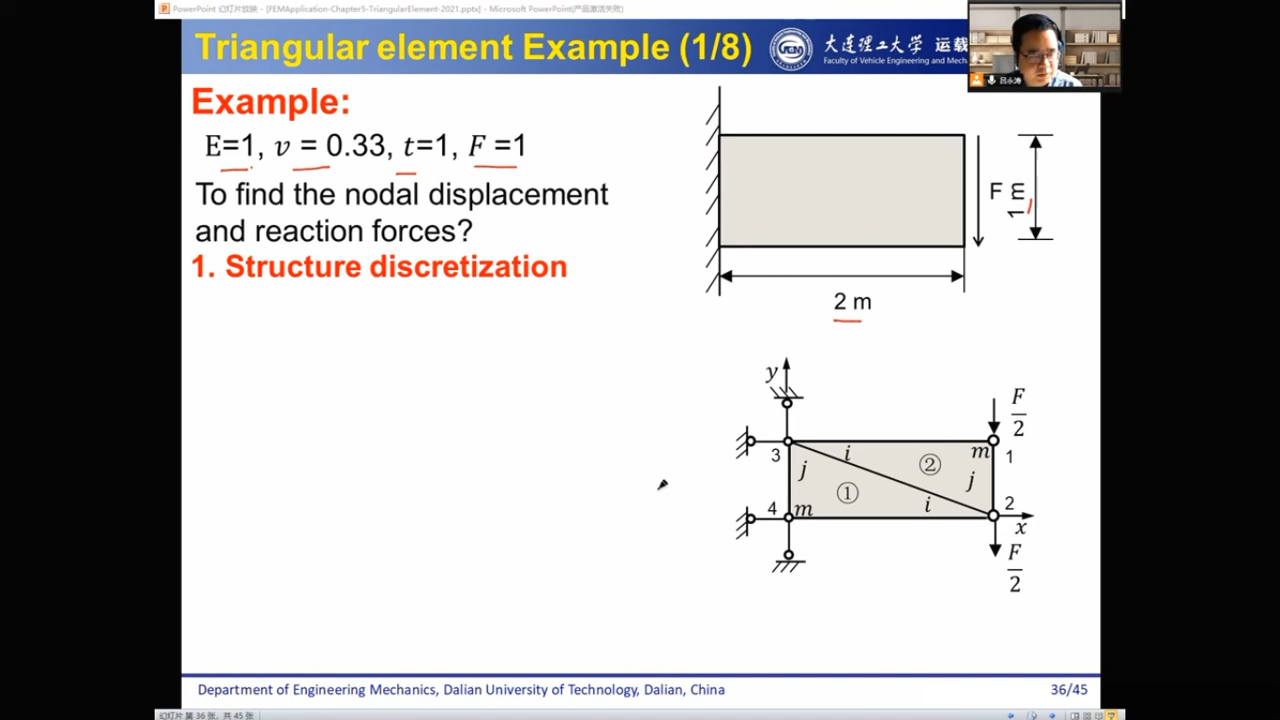 PowerPoint 幻灯片放映 - [FEMApplication-Chapter5-TriangularElement-2021.pptx] - Microsoft PowerPoint(产品激活失败)
Triangular element Example (1/8)
大连理工大学 运载
Faculty of Vehicle Engineering and Mech
Example:
E=1, ν = 0.33, t=1, F =1
To find the nodal displacement
and reaction forces?
1. Structure discretization
F
1 m
2 m
y
F
2
3
i
②
m
1
j
j
①
4
m
i
2
x
F
2
Department of Engineering Mechanics, Dalian University of Technology, Dalian, China
36/45
幻灯片 第 36 张，共 45 张